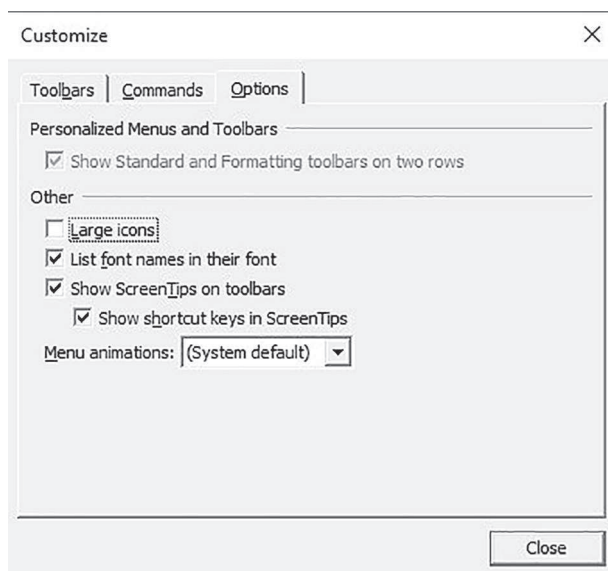 Customize
Toolbars
Commands
Options
Personalized Menus and Toolbars
Show Standard and Formatting toolbars on two rows
Other
Large icons
List font names in their font
Show ScreenTips on toolbars
Show shortcut keys in ScreenTips
Menu animations: (System default)
Close